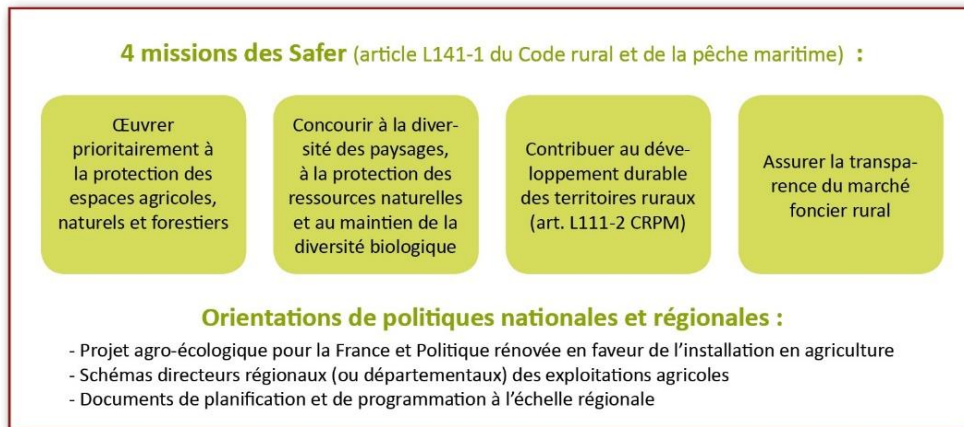 4 missions des Safer (article L141-1 du Code rural et de la pêche maritime) :
Œuvrer
prioritairement à
la protection des
espaces agricoles,
naturels et forestiers
Concourir à la diver-
sité des paysages,
à la protection des
ressources naturelles
et au maintien de la
diversité biologique
Contribuer au déve-
loppement durable
des territoires ruraux
(art. L111-2 CRPM)
Assurer la transpa-
rence du marché
foncier rural
Orientations de politiques nationales et régionales :
- Projet agro-écologique pour la France et Politique rénovée en faveur de l’installation en agriculture
- Schémas directeurs régionaux (ou départementaux) des exploitations agricoles
- Documents de planification et de programmation à l’échelle régionale